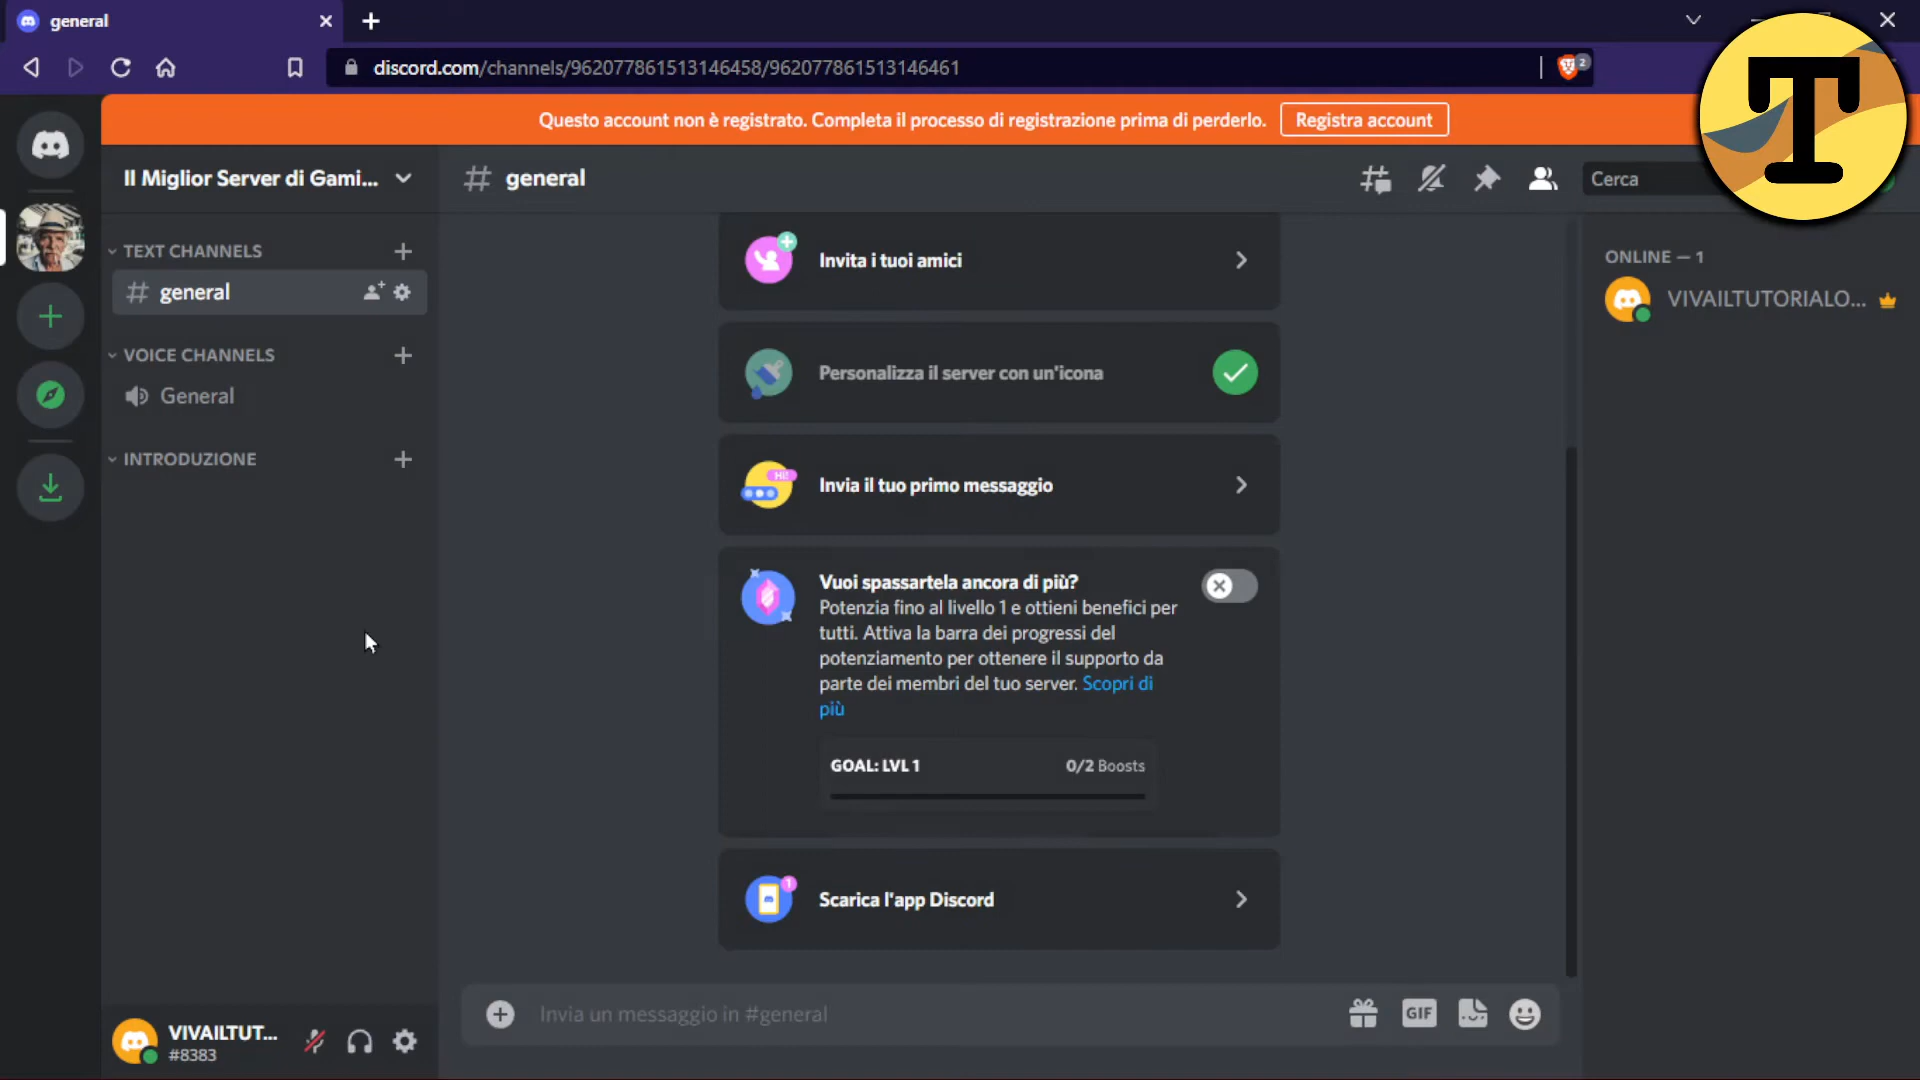 general
discord.com/channels/962077861513146458/962077861513146461
2
Questo account non è registrato. Completa il processo di registrazione prima di perderlo.
Registra account
T
Il Miglior Server di Gami...
general
Cerca
TEXT CHANNELS
general
VOICE CHANNELS
General
INTRODUZIONE
Invita i tuoi amici
Personalizza il server con un'icona
Hi!
Invia il tuo primo messaggio
Vuoi spassartela ancora di più?
Potenzia fino al livello 1 e ottieni benefici per
tutti. Attiva la barra dei progressi del
potenziamento per ottenere il supporto da
parte dei membri del tuo server. Scopri di
più
GOAL: LVL 1
0/2 Boosts
1
Scarica l'app Discord
ONLINE — 1
VIVAILTUTORIALO...
VIVAILTUT...
#8383
Invia un messaggio in #general
GIF